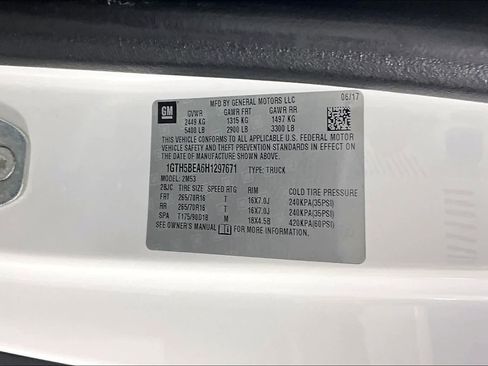 MFD BY GENERAL MOTORS LLC 06/17
GM GVWR GAWR FRT GAWR RR
2449 KG 1315 KG 1497 KG
5400 LB 2900 LB 3300 LB
THIS VEHICLE CONFORMS TO ALL APPLICABLE U.S. FEDERAL MOTOR
VEHICLE SAFETY AND THEFT PREVENTION STANDARDS IN EFFECT ON
THE DATE OF MANUFACTURE SHOWN ABOVE.
1GTH5BEA6H1297671 TYPE: TRUCK
MODEL: 2M53
2BJC TIRE SIZE SPEED RTG RIM COLD TIRE PRESSURE
FRT 265/70R16 T 16X7.0J 240KPA(35PSI)
RR 265/70R16 T 16X7.0J 240KPA(35PSI)
SPA T175/90D18 M 18X4.5B 420KPA(60PSI)
SEE OWNER'S MANUAL FOR MORE INFORMATION.